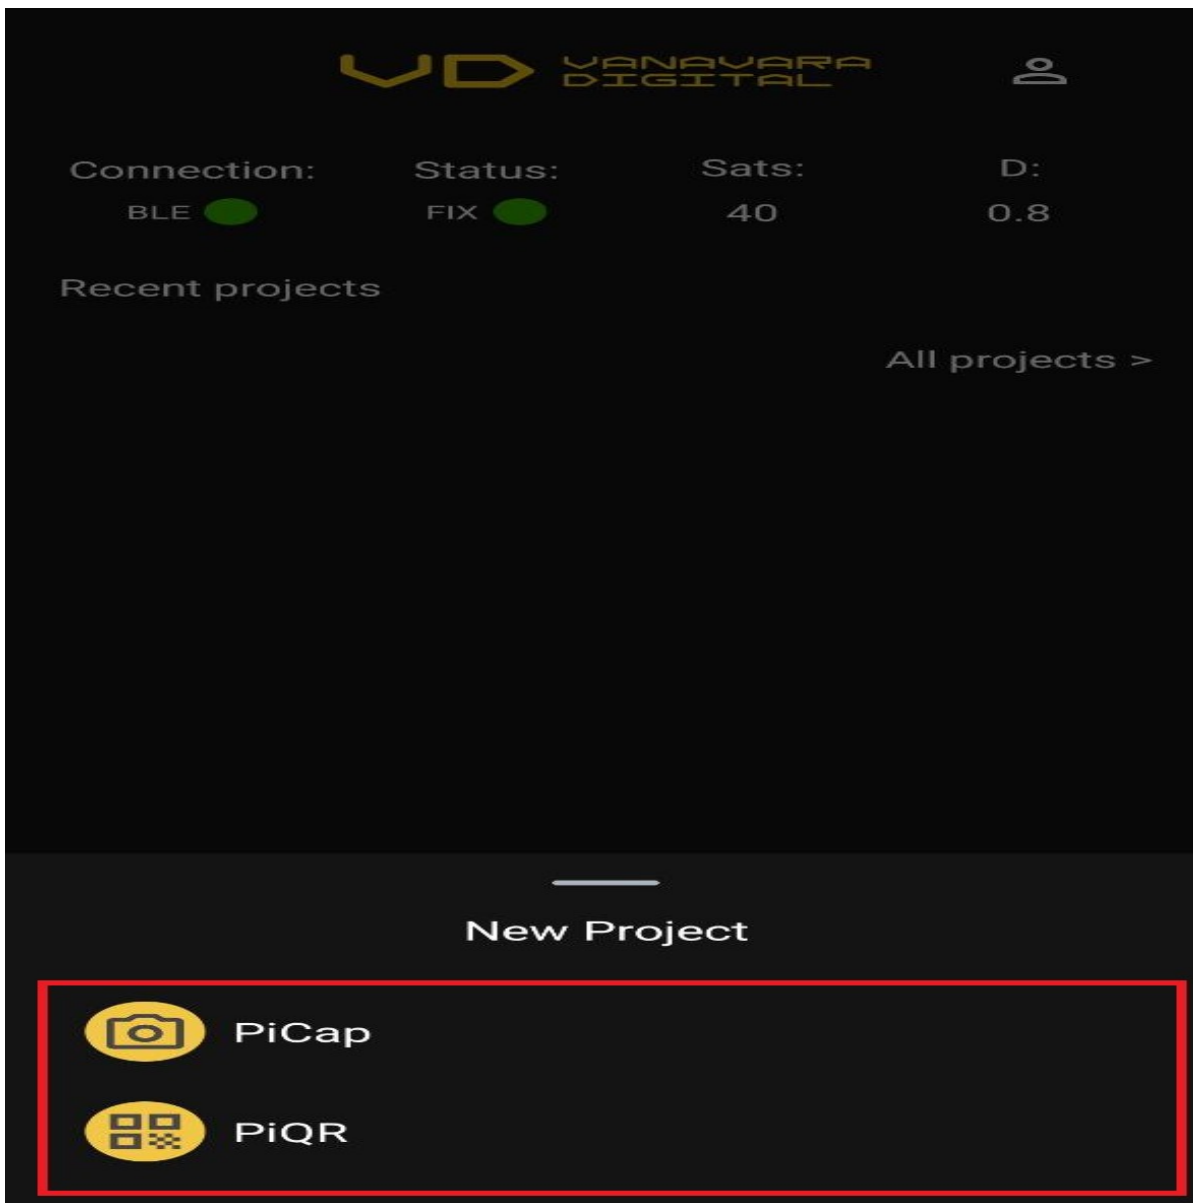 VD VANAVARA
DIGITAL
Connection: Status: Sats: D:
BLE FIX 40 0.8
Recent projects
All projects >
New Project
PiCap
PiQR